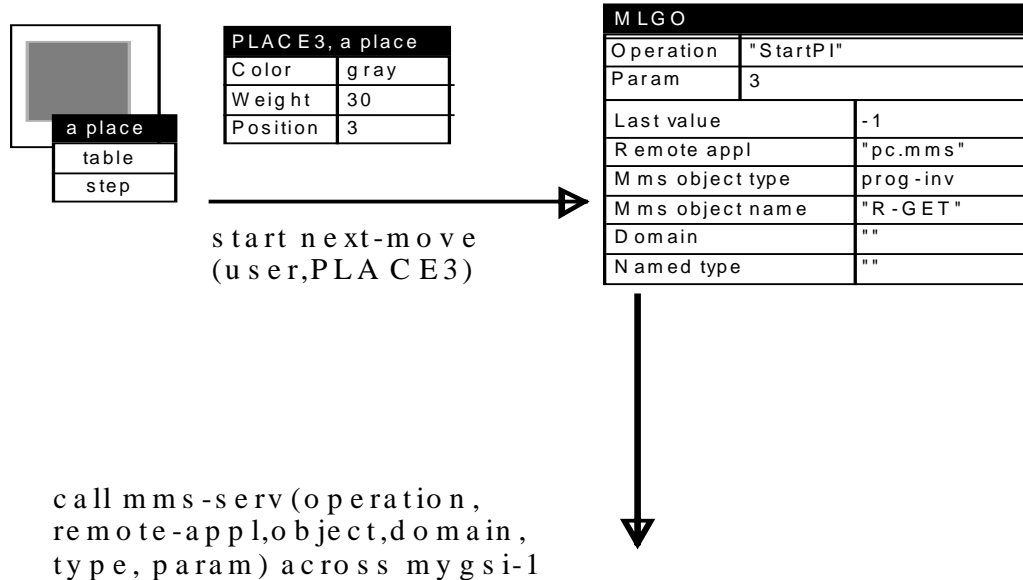 a place
table
step
PLACE3, a place
Color gray
Weight 30
Position 3
start next-move
(user,PLACE3)
MLGO
Operation "StartPI"
Param 3
Last value -1
Remote appl "pc.mms"
Mms object type prog-inv
Mms object name "R-GET"
Domain ""
Named type ""
call mms-serv(operation,
remote-appl,object,domain,
type, param) across mygsi-1